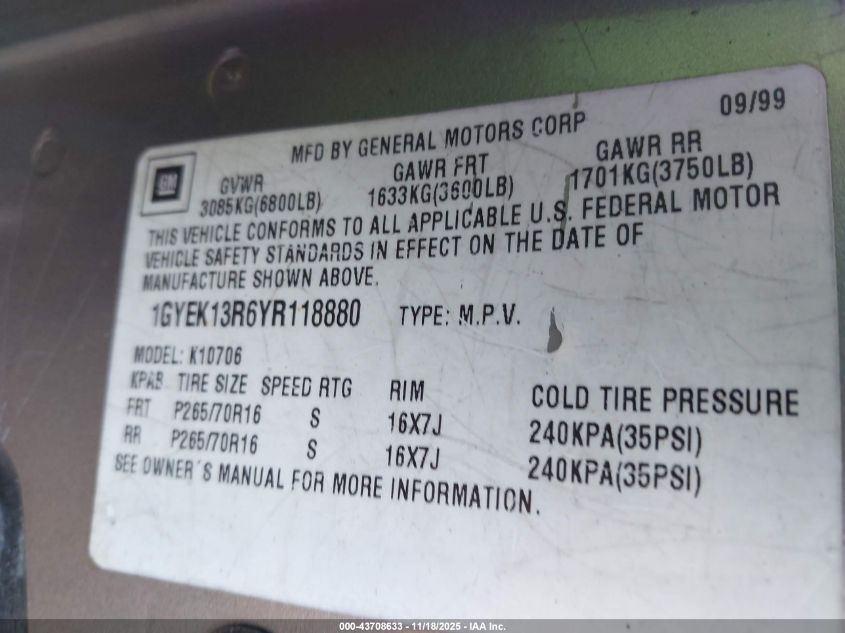 09/99
MFD BY GENERAL MOTORS CORP
GM
GVWR GAWR FRT GAWR RR
3085KG(6800LB) 1633KG(3600LB) 1701KG(3750LB)
THIS VEHICLE CONFORMS TO ALL APPLICABLE U.S. FEDERAL MOTOR
VEHICLE SAFETY STANDARDS IN EFFECT ON THE DATE OF
MANUFACTURE SHOWN ABOVE.
1GYEK13R6YR118880 TYPE: M.P.V.
MODEL: K10706
KPAB TIRE SIZE SPEED RTG RIM COLD TIRE PRESSURE
FRT P265/70R16 S 16X7J 240KPA(35PSI)
RR P265/70R16 S 16X7J 240KPA(35PSI)
SEE OWNER'S MANUAL FOR MORE INFORMATION.
000-43708633 - 11/18/2025 - IAA Inc.